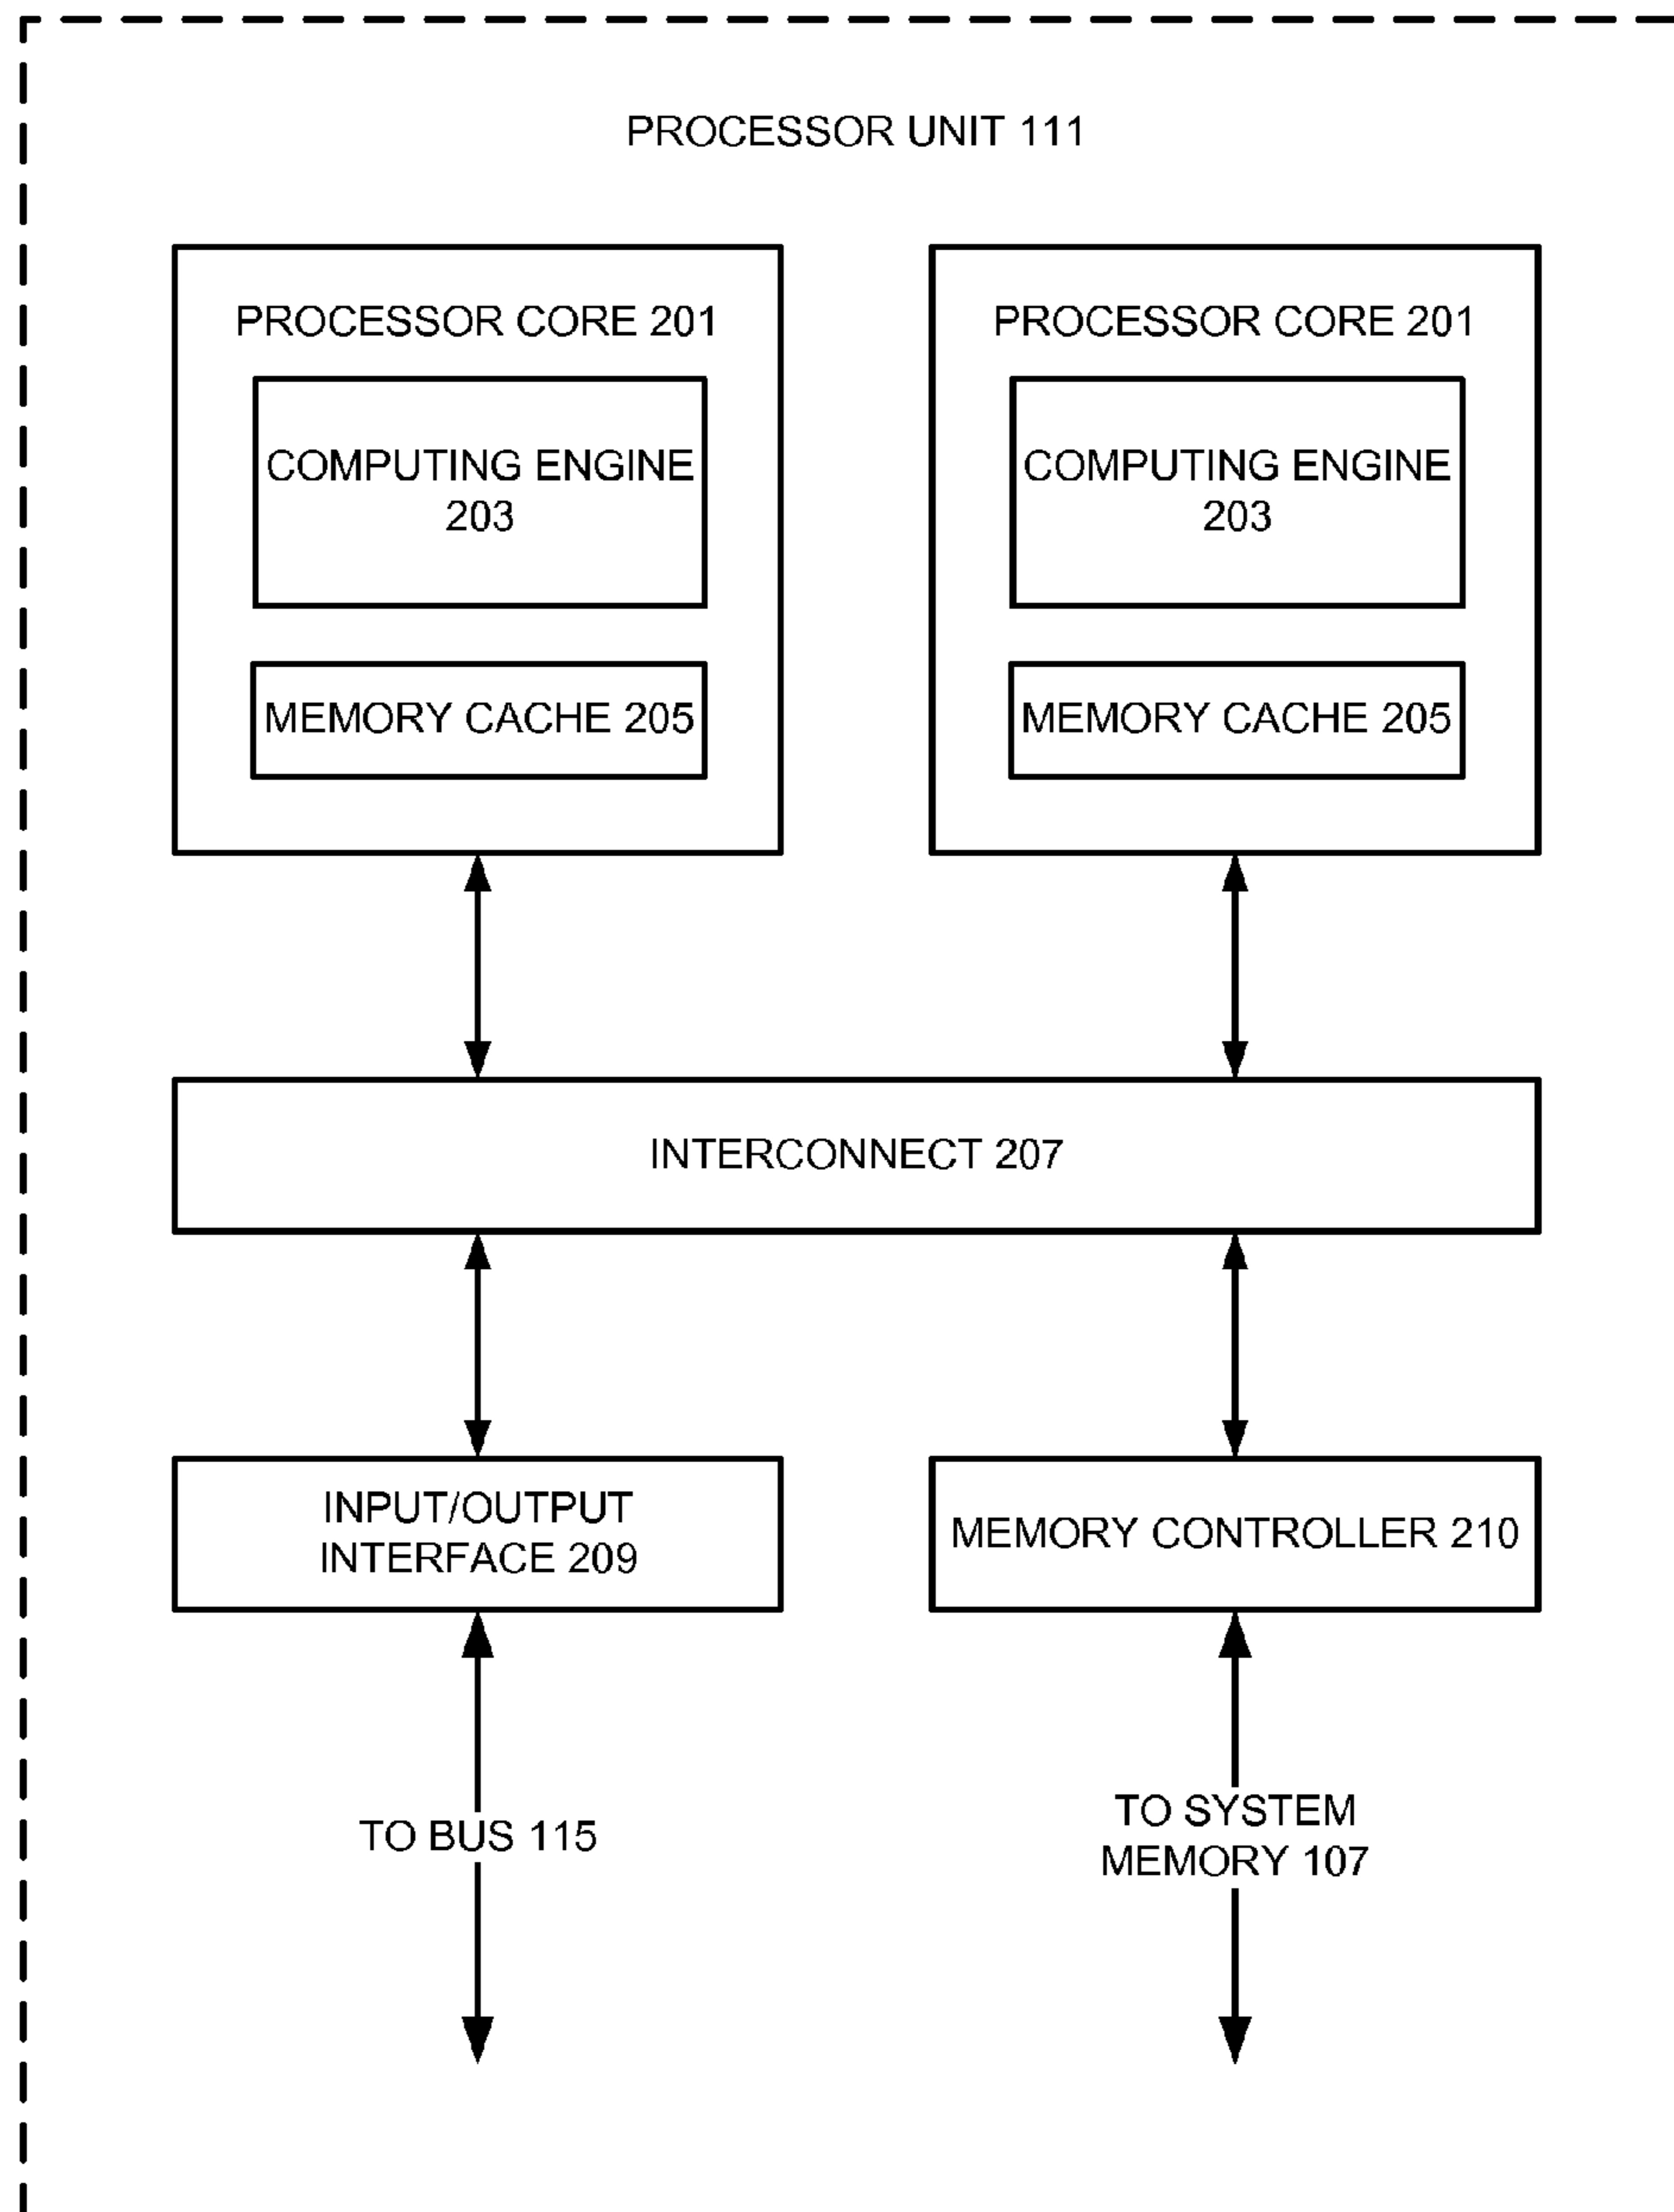 PROCESSOR UNIT 111
PROCESSOR CORE 201
COMPUTING ENGINE
203
MEMORY CACHE 205
PROCESSOR CORE 201
COMPUTING ENGINE
203
MEMORY CACHE 205
INTERCONNECT 207
INPUT/OUTPUT
INTERFACE 209
MEMORY CONTROLLER 210
TO BUS 115
TO SYSTEM
MEMORY 107